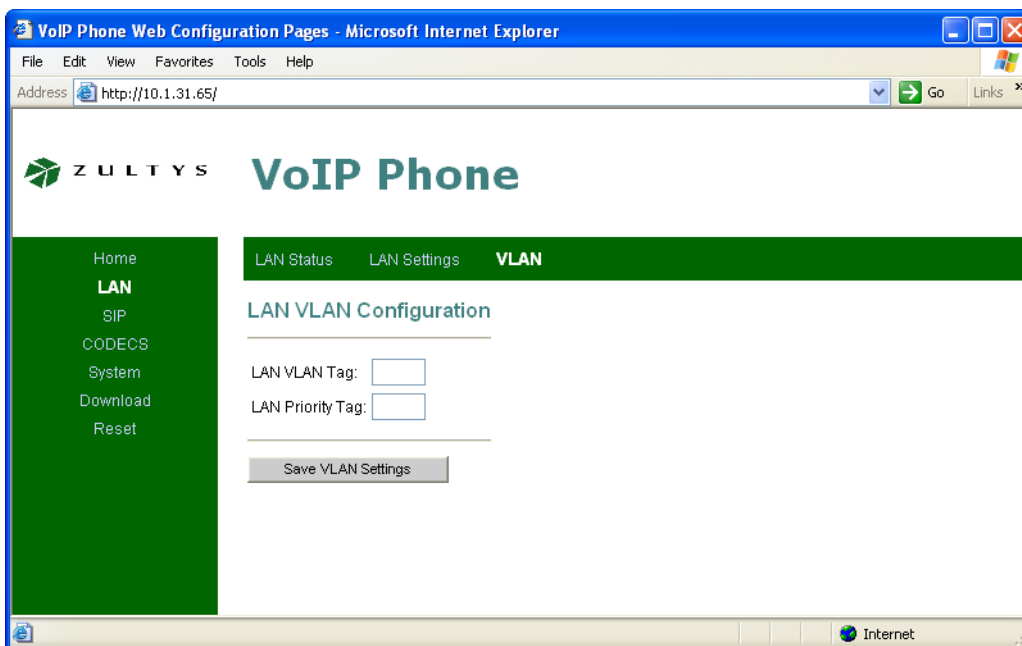 VoIP Phone Web Configuration Pages - Microsoft Internet Explorer
File Edit View Favorites Tools Help
Address http://10.1.31.65/ Go Links »
ZULTYS VoIP Phone
Home
LAN
SIP
CODECS
System
Download
Reset
LAN Status LAN Settings VLAN
LAN VLAN Configuration
LAN VLAN Tag:
LAN Priority Tag:
Save VLAN Settings
Internet